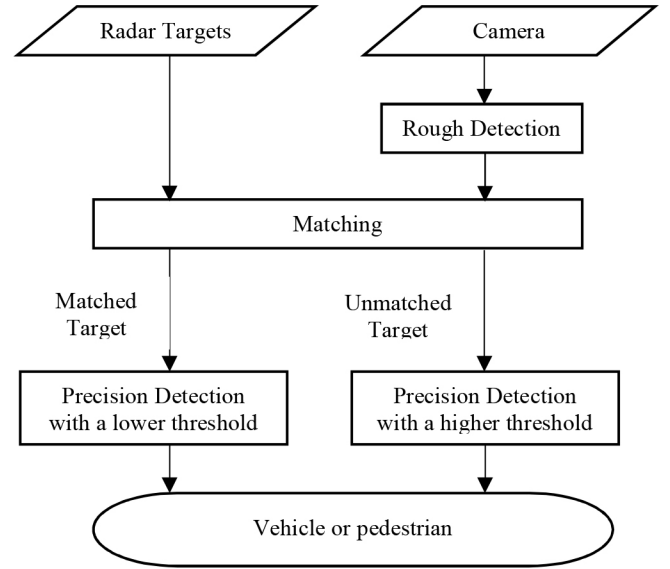 Radar Targets
Camera
Rough Detection
Matching
Matched
Target
Unmatched
Target
Precision Detection
with a lower threshold
Precision Detection
with a higher threshold
Vehicle or pedestrian